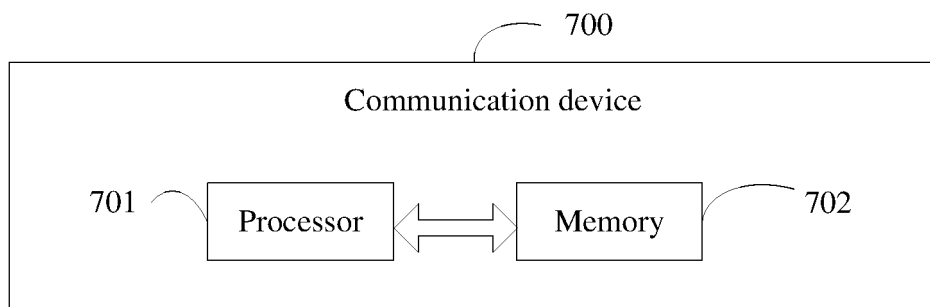 700
Communication device
701
Processor
Memory
702